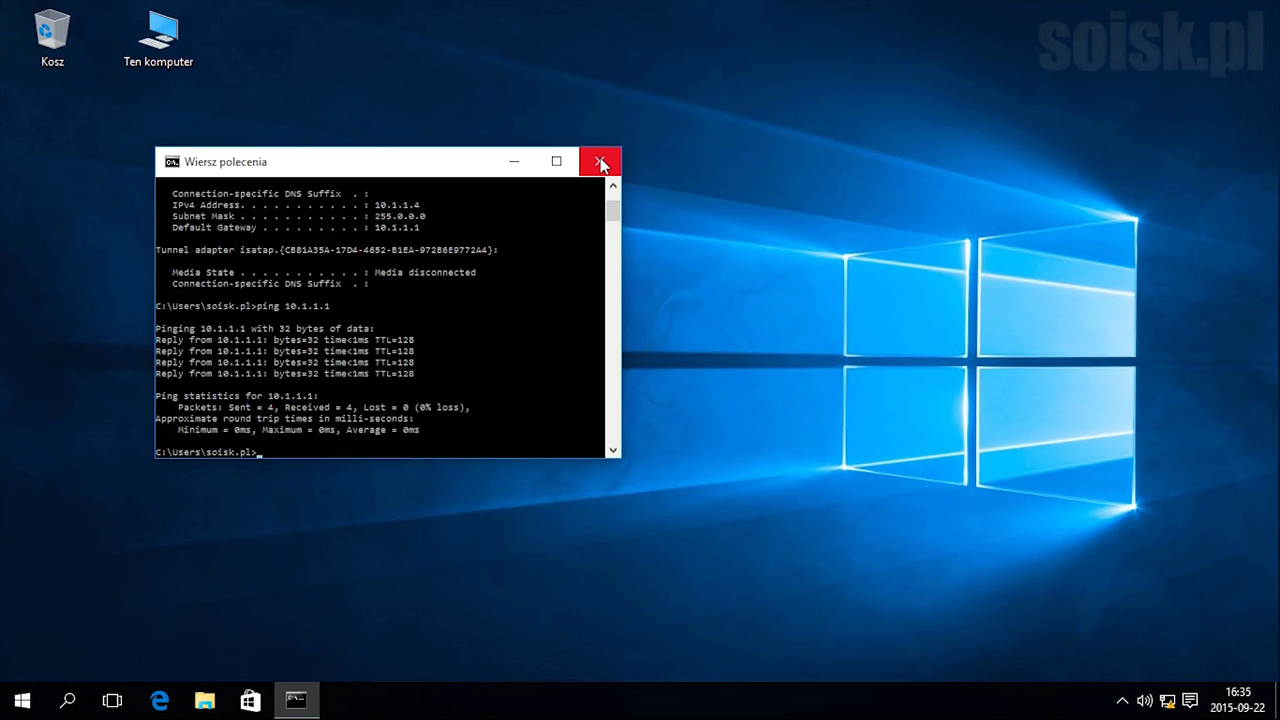 soisk.pl
Kosz
Ten komputer
Wiersz polecenia
Connection-specific DNS Suffix . :
IPv4 Address. . . . . . . . . . . : 10.1.1.4
Subnet Mask . . . . . . . . . . . : 255.0.0.0
Default Gateway . . . . . . . . . : 10.1.1.1
Tunnel adapter isatap.{CBB1A35A-17D4-4652-B1EA-972B6E9772A4}:
Media State . . . . . . . . . . . : Media disconnected
Connection-specific DNS Suffix . :
C:\Users\soisk.pl>ping 10.1.1.1
Pinging 10.1.1.1 with 32 bytes of data:
Reply from 10.1.1.1: bytes=32 time<1ms TTL=128
Reply from 10.1.1.1: bytes=32 time<1ms TTL=128
Reply from 10.1.1.1: bytes=32 time<1ms TTL=128
Reply from 10.1.1.1: bytes=32 time<1ms TTL=128
Ping statistics for 10.1.1.1:
Packets: Sent = 4, Received = 4, Lost = 0 (0% loss),
Approximate round trip times in milli-seconds:
Minimum = 0ms, Maximum = 0ms, Average = 0ms
C:\Users\soisk.pl>_
16:35
2015-09-22